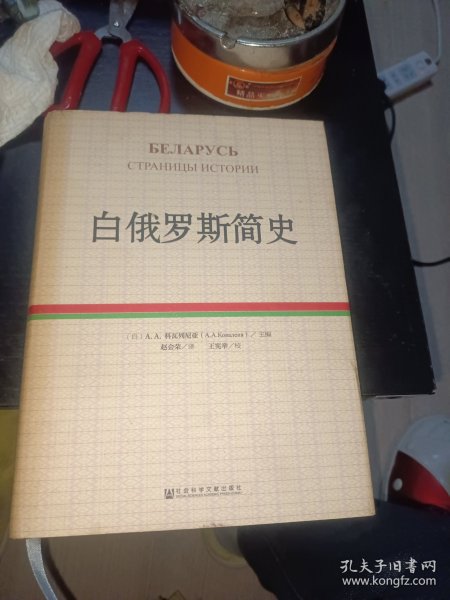 БЕЛАРУСЬ
СТРАНИЦЫ ИСТОРИИ
白俄罗斯简史
（白）А. А. 科瓦列尼亚（А.А.Коваленя）／主编
赵会荣／译 王宪举／校
社会科学文献出版社
孔夫子旧书网
www.kongfz.com